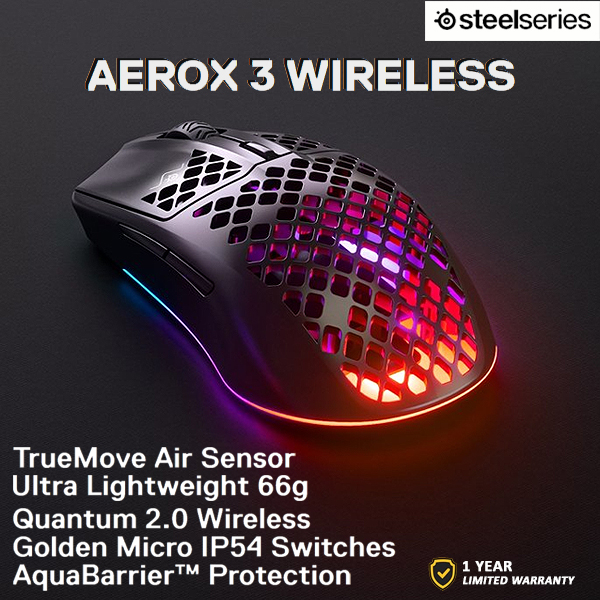 steelseries
AEROX 3 WIRELESS
TrueMove Air Sensor
Ultra Lightweight 66g
Quantum 2.0 Wireless
Golden Micro IP54 Switches
AquaBarrier™ Protection
1 YEAR
LIMITED WARRANTY